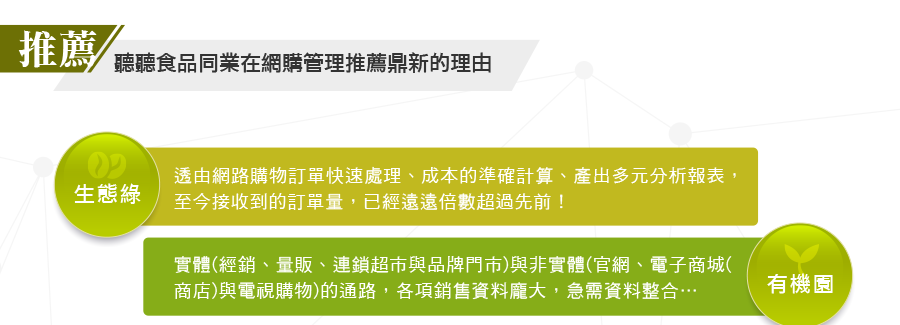 推薦
聽聽食品同業在網購管理推薦鼎新的理由
生態綠
透由網路購物訂單快速處理、成本的準確計算、產出多元分析報表，
至今接收到的訂單量，已經遠遠倍數超過先前！
實體(經銷、量販、連鎖超市與品牌門市)與非實體(官網、電子商城(
商店)與電視購物)的通路，各項銷售資料龐大，急需資料整合…
有機園